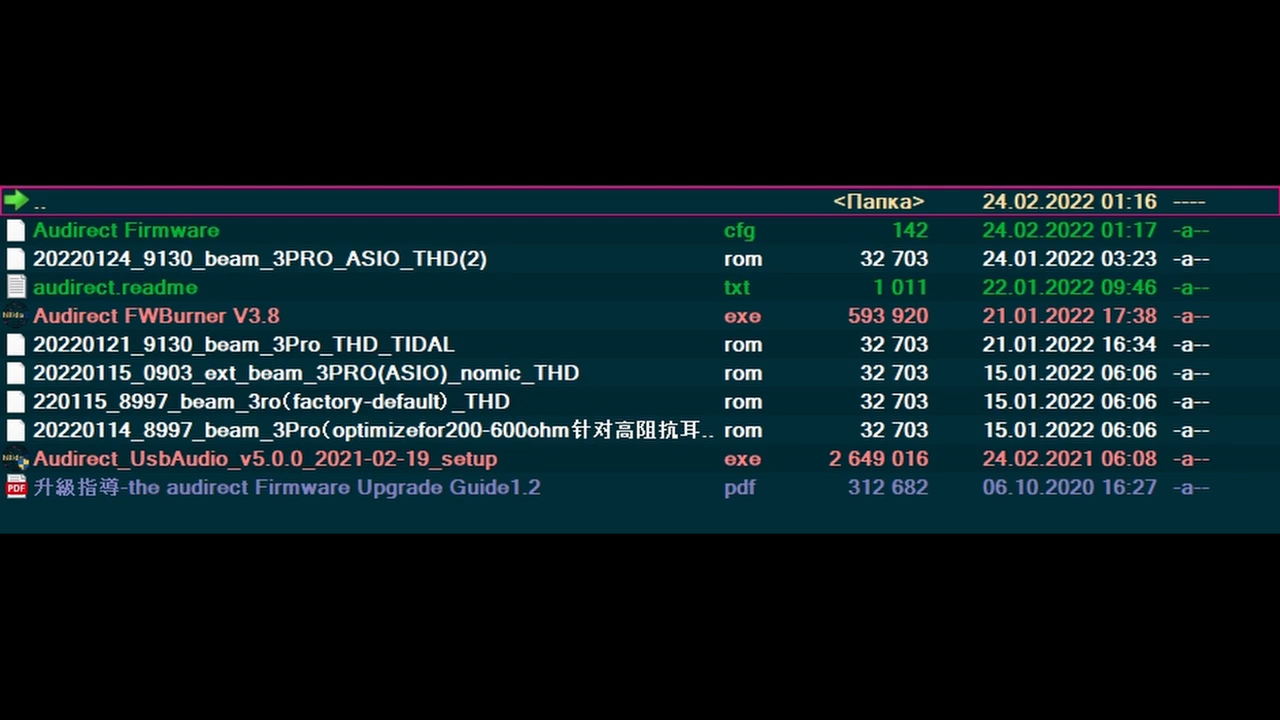 .. <Папка> 24.02.2022 01:16 ----
Audirect Firmware cfg 142 24.02.2022 01:17 -a--
20220124_9130_beam_3PRO_ASIO_THD(2) rom 32 703 24.01.2022 03:23 -a--
audirect.readme txt 1 011 22.01.2022 09:46 -a--
Audirect FWBurner V3.8 exe 593 920 21.01.2022 17:38 -a--
20220121_9130_beam_3Pro_THD_TIDAL rom 32 703 21.01.2022 16:34 -a--
20220115_0903_ext_beam_3PRO(ASIO)_nomic_THD rom 32 703 15.01.2022 06:06 -a--
220115_8997_beam_3ro(factory-default)_THD rom 32 703 15.01.2022 06:06 -a--
20220114_8997_beam_3Pro(optimizefor200-600ohm针对高阻抗耳.. rom 32 703 15.01.2022 06:06 -a--
Audirect_UsbAudio_v5.0.0_2021-02-19_setup exe 2 649 016 24.02.2021 06:08 -a--
升級指導-the audirect Firmware Upgrade Guide1.2 pdf 312 682 06.10.2020 16:27 -a--